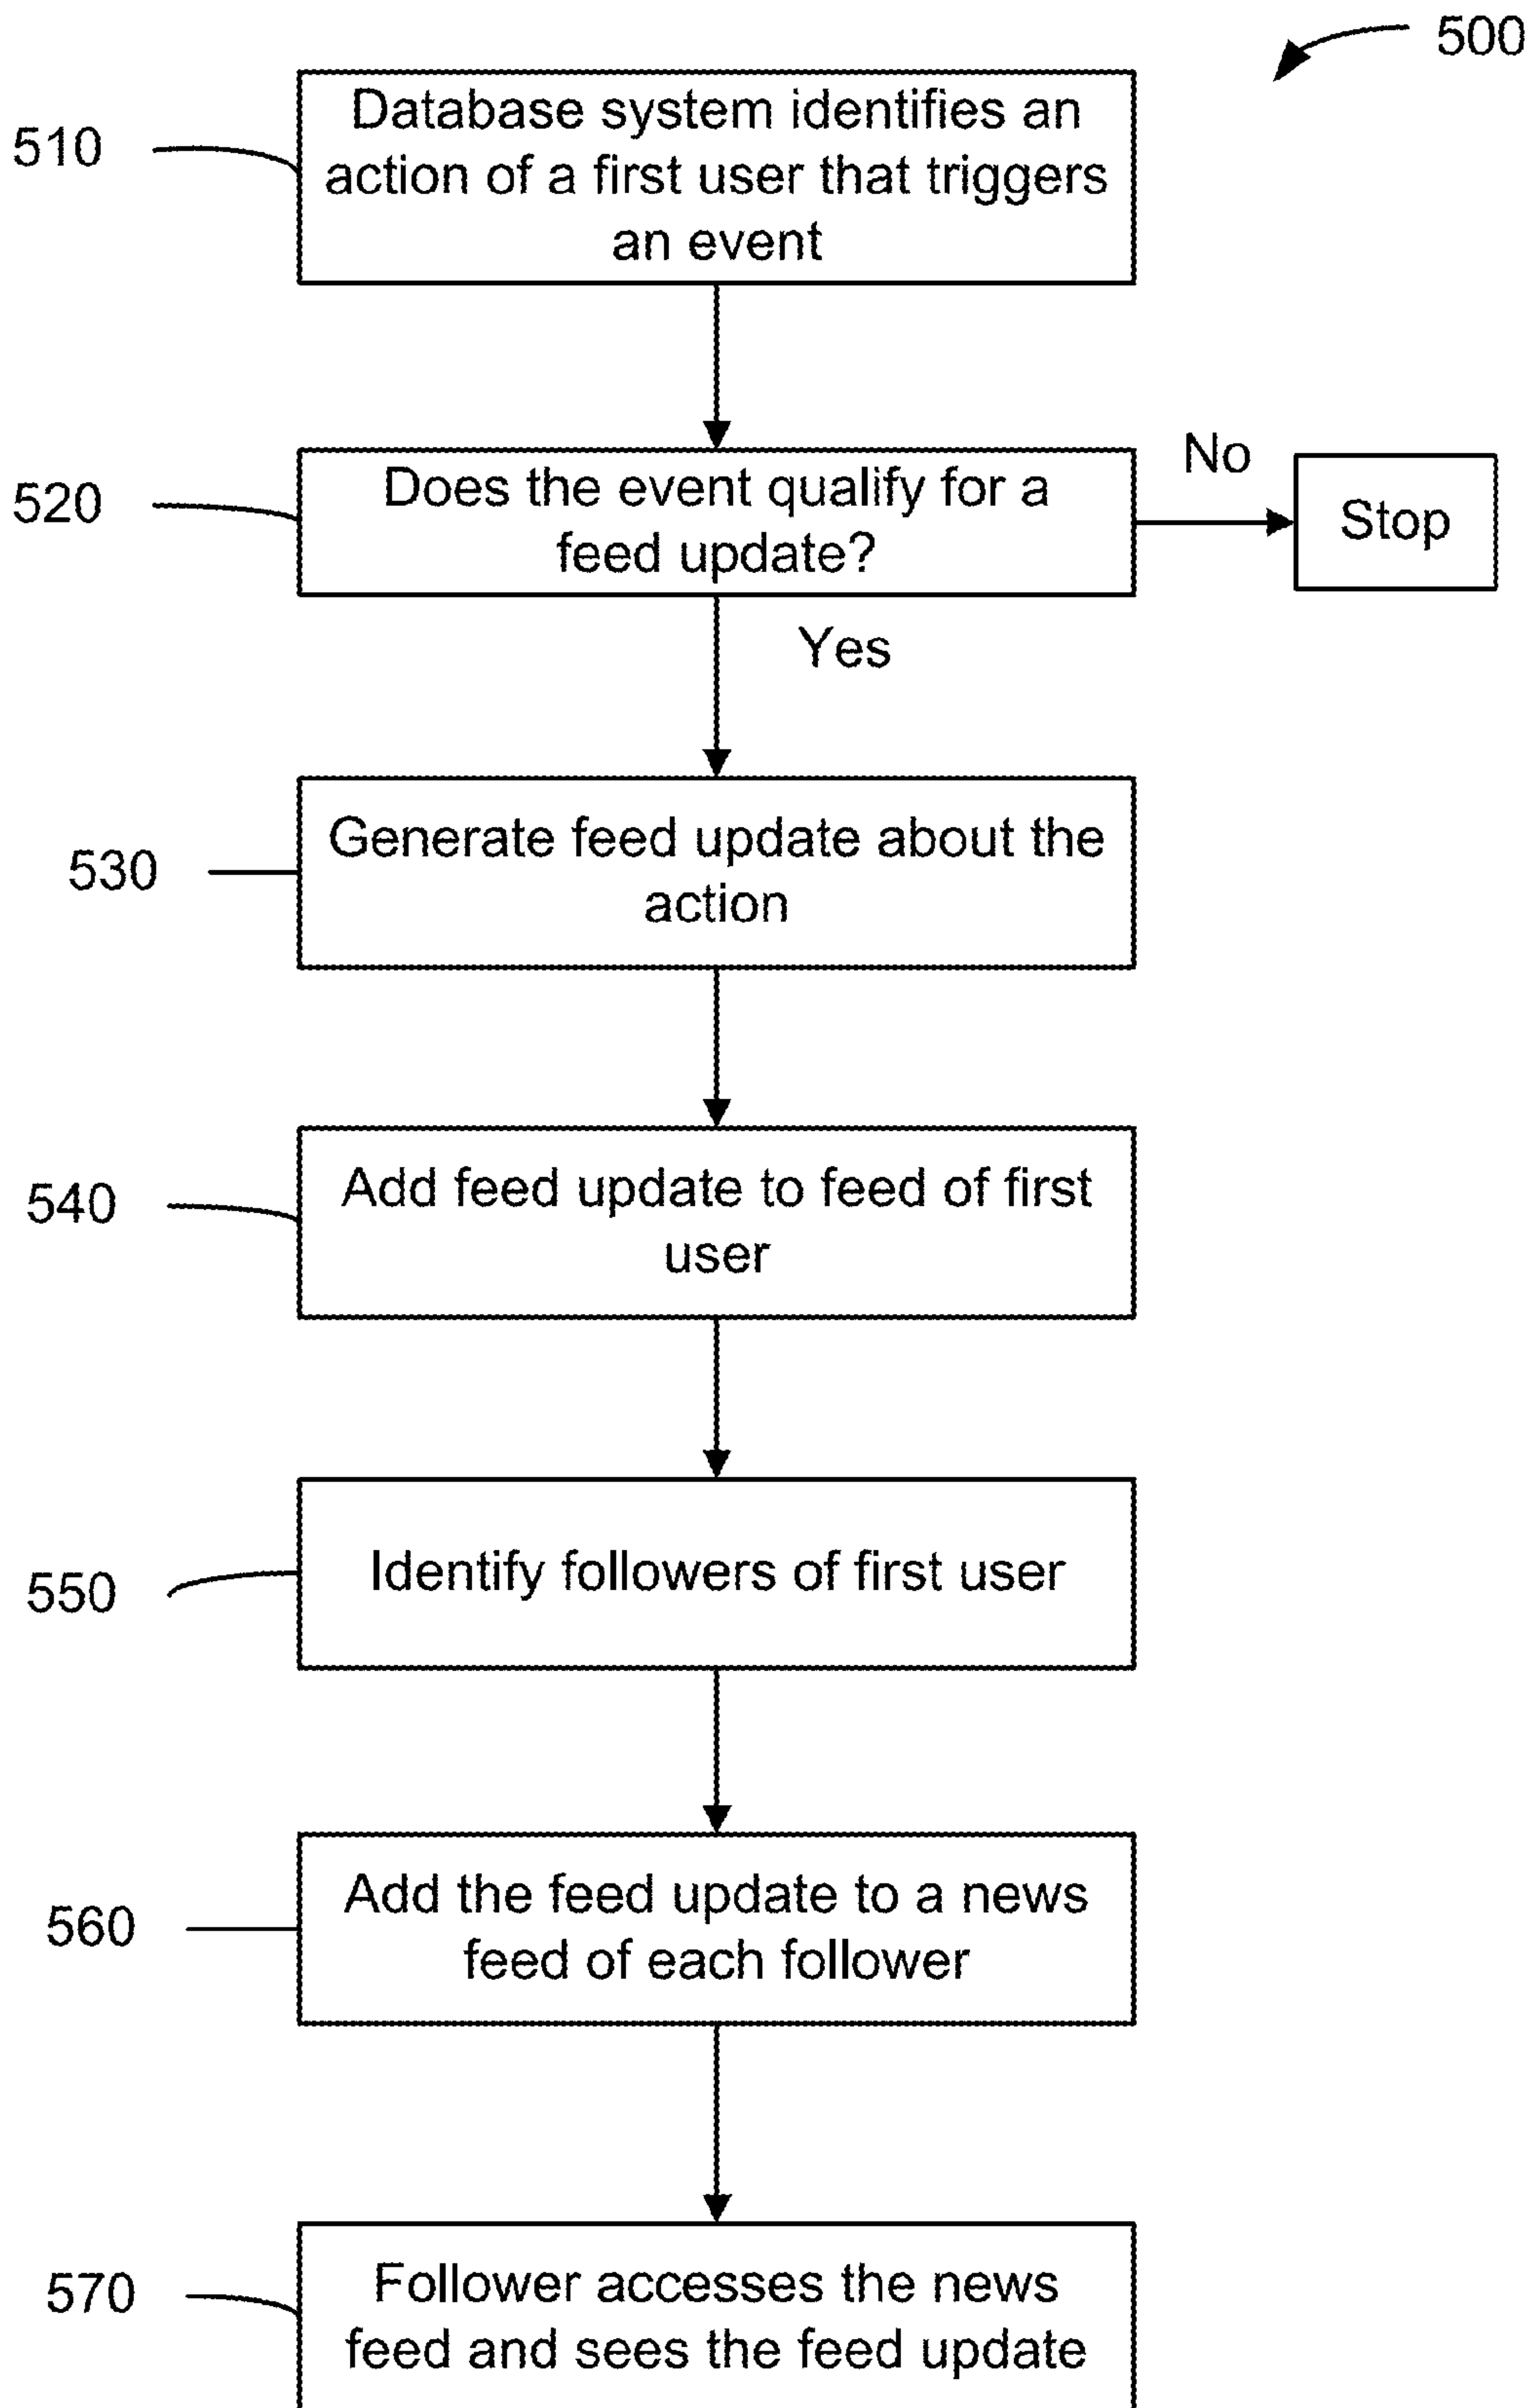 500
510
Database system identifies an
action of a first user that triggers
an event
520
Does the event qualify for a
feed update?
No
Stop
Yes
530
Generate feed update about the
action
540
Add feed update to feed of first
user
550
Identify followers of first user
560
Add the feed update to a news
feed of each follower
570
Follower accesses the news
feed and sees the feed update